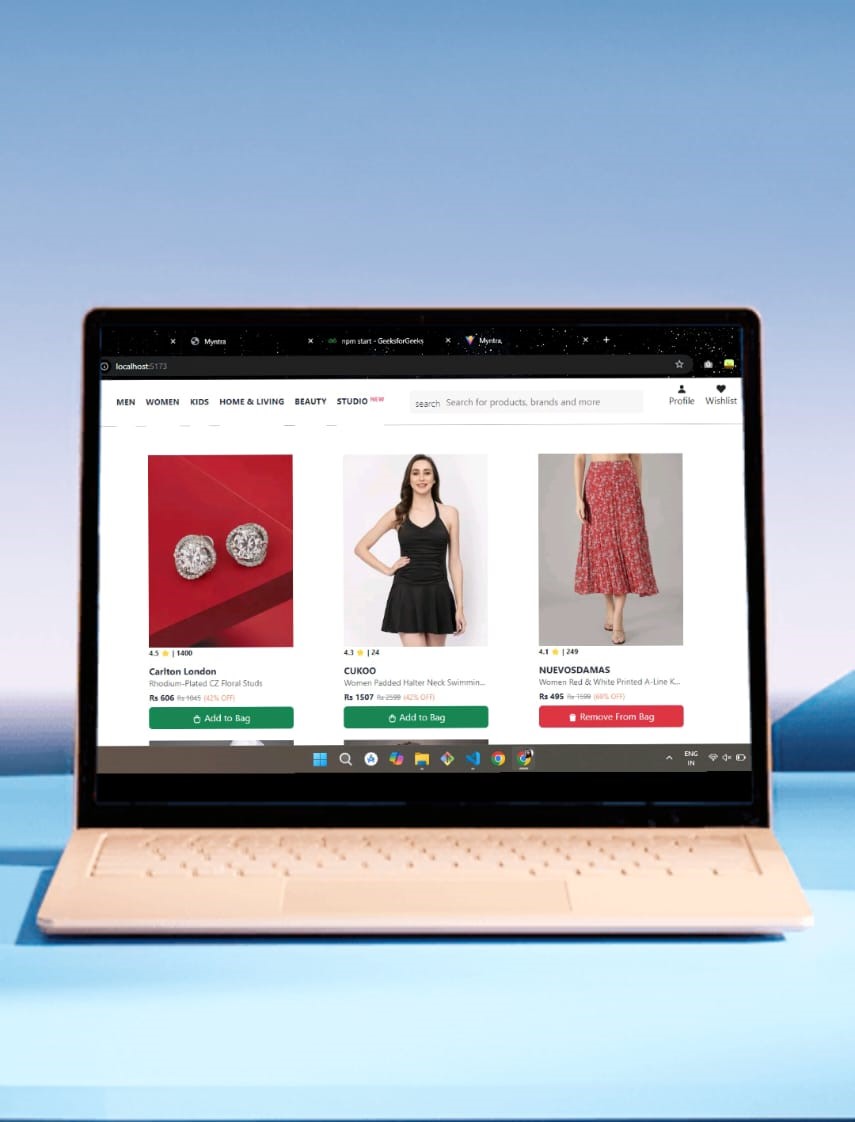 Myntra
npm start - GeeksforGeeks
Myntra
localhost:5173
MEN WOMEN KIDS HOME & LIVING BEAUTY STUDIO NEW
search Search for products, brands and more
Profile Wishlist
4.5 ⭐ | 1400
Carlton London
Rhodium-Plated CZ Floral Studs
Rs 606 Rs 1045 (42% OFF)
Add to Bag
4.3 ⭐ | 24
CUKOO
Women Padded Halter Neck Swimmin...
Rs 1507 Rs 2599 (42% OFF)
Add to Bag
4.1 ⭐ | 249
NUEVOSDAMAS
Women Red & White Printed A-Line K...
Rs 495 Rs 1599 (69% OFF)
Remove From Bag
ENG
IN